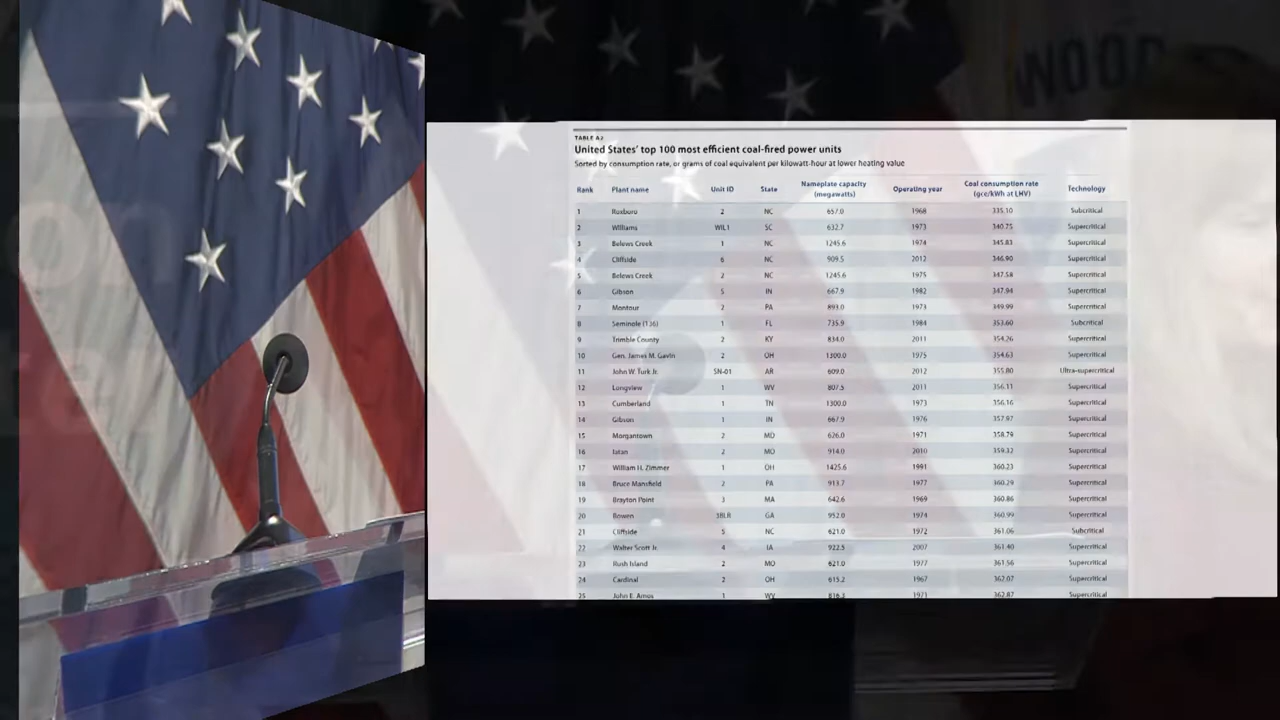 WOOD
TABLE A2
United States' top 100 most efficient coal-fired power units
Sorted by consumption rate, or grams of coal equivalent per kilowatt-hour at lower heating value
Rank Plant name Unit ID State Nameplate capacity (megawatts) Operating year Coal consumption rate (gce/kWh at LHV) Technology
1 Roxboro 2 NC 657.0 1968 335.10 Subcritical
2 Williams WIL1 SC 632.7 1973 340.75 Supercritical
3 Belews Creek 1 NC 1245.6 1974 345.83 Supercritical
4 Cliffside 6 NC 909.5 2012 346.90 Supercritical
5 Belews Creek 2 NC 1245.6 1975 347.58 Supercritical
6 Gibson 5 IN 667.9 1982 347.94 Supercritical
7 Montour 2 PA 893.0 1973 349.99 Supercritical
8 Seminole (136) 1 FL 735.9 1984 353.60 Subcritical
9 Trimble County 2 KY 834.0 2011 354.26 Supercritical
10 Gen. James M. Gavin 2 OH 1300.0 1975 354.63 Supercritical
11 John W. Turk Jr. SN-01 AR 609.0 2012 355.80 Ultra-supercritical
12 Longview 1 WV 807.5 2011 356.11 Supercritical
13 Cumberland 1 TN 1300.0 1973 356.16 Supercritical
14 Gibson 1 IN 667.9 1976 357.97 Supercritical
15 Morgantown 2 MD 626.0 1971 358.79 Supercritical
16 Iatan 2 MO 914.0 2010 359.32 Supercritical
17 William H. Zimmer 1 OH 1425.6 1991 360.23 Supercritical
18 Bruce Mansfield 2 PA 913.7 1977 360.29 Supercritical
19 Brayton Point 3 MA 642.6 1969 360.86 Supercritical
20 Bowen 3BLR GA 952.0 1974 360.99 Supercritical
21 Cliffside 5 NC 621.0 1972 361.06 Subcritical
22 Walter Scott Jr. 4 IA 922.5 2007 361.40 Supercritical
23 Rush Island 2 MO 621.0 1977 361.56 Supercritical
24 Cardinal 2 OH 615.2 1967 362.07 Supercritical
25 John E. Amos 1 WV 816.3 1971 362.87 Supercritical